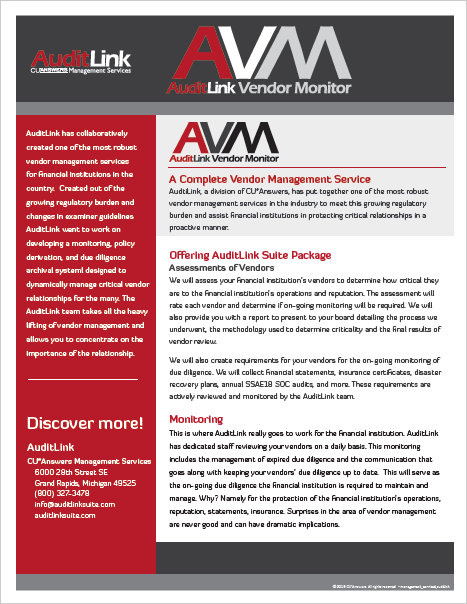 AuditLink
CU*ANSWERS Management Services
AVM
AuditLink Vendor Monitor
AuditLink has collaboratively
created one of the most robust
vendor management services
for financial institutions in the
country. Created out of the
growing regulatory burden and
changes in examiner guidelines
AuditLink went to work on
developing a monitoring, policy
derivation, and due diligence
archival systeml designed to
dynamically manage critical vendor
relationships for the many. The
AuditLink team takes all the heavy
lifting of vendor management and
allows you to concentrate on the
importance of the relationship.
Discover more!
AuditLink
CU*Answers Management Services
6000 28th Street SE
Grand Rapids, Michigan 49525
(800) 327-3478
info@auditlinksuite.com
auditlinksuite.com
AVM
AuditLink Vendor Monitor
A Complete Vendor Management Service
AuditLink, a division of CU*Answers, has put together one of the most robust
vendor management services in the industry to meet this growing regulatory
burden and assist financial institutions in protecting critical relationships in a
proactive manner.
Offering AuditLink Suite Package
Assessments of Vendors
We will assess your financial institution's vendors to determine how critical they
are to the financial institution's operations and reputation. The assessment will
rate each vendor and determine if on-going monitoring will be required. We will
also provide you with a report to present to your board detailing the process we
underwent, the methodology used to determine criticality and the final results of
vendor review.
We will also create requirements for your vendors for the on-going monitoring of
due diligence. We will collect financial statements, insurance certificates, disaster
recovery plans, annual SSAE18 SOC audits, and more. These requirements are
actively reviewed and monitored by the AuditLink team.
Monitoring
This is where AuditLink really goes to work for the financial institution. AuditLink
has dedicated staff reviewing your vendors on a daily basis. This monitoring
includes the management of expired due diligence and the communication that
goes along with keeping your vendors' due diligence up to date. This will serve as
the on-going due diligence the financial institution is required to maintain and
manage. Why? Namely for the protection of the financial institution's operations,
reputation, statements, insurance. Surprises in the area of vendor management
are never good and can have dramatic implications.